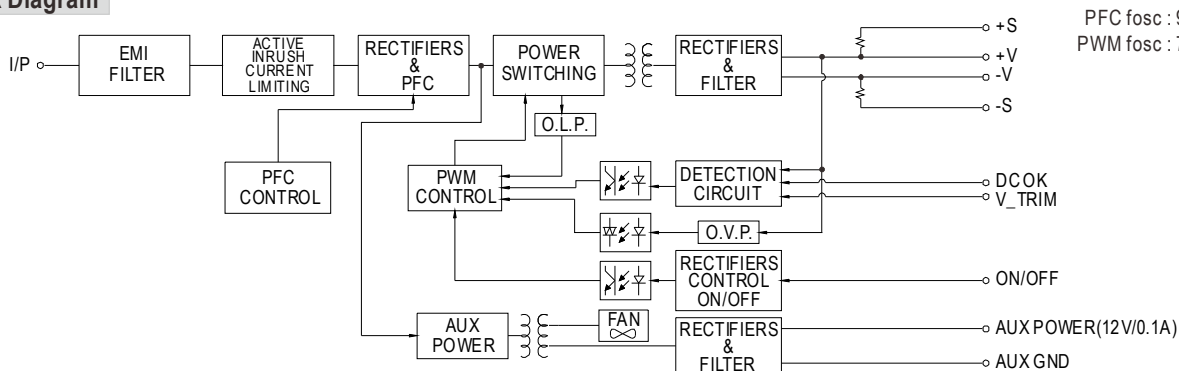 Diagram
PFC fosc : 9
PWM fosc : 7
I/P
EMI
FILTER
ACTIVE
INRUSH
CURRENT
LIMITING
RECTIFIERS
&
PFC
POWER
SWITCHING
RECTIFIERS
&
FILTER
+S
+V
-V
-S
O.L.P.
PFC
CONTROL
PWM
CONTROL
DETECTION
CIRCUIT
DC OK
V_TRIM
O.V.P.
RECTIFIERS
CONTROL
ON/OFF
ON/OFF
AUX
POWER
FAN
RECTIFIERS
&
FILTER
AUX POWER(12V/0.1A)
AUX GND